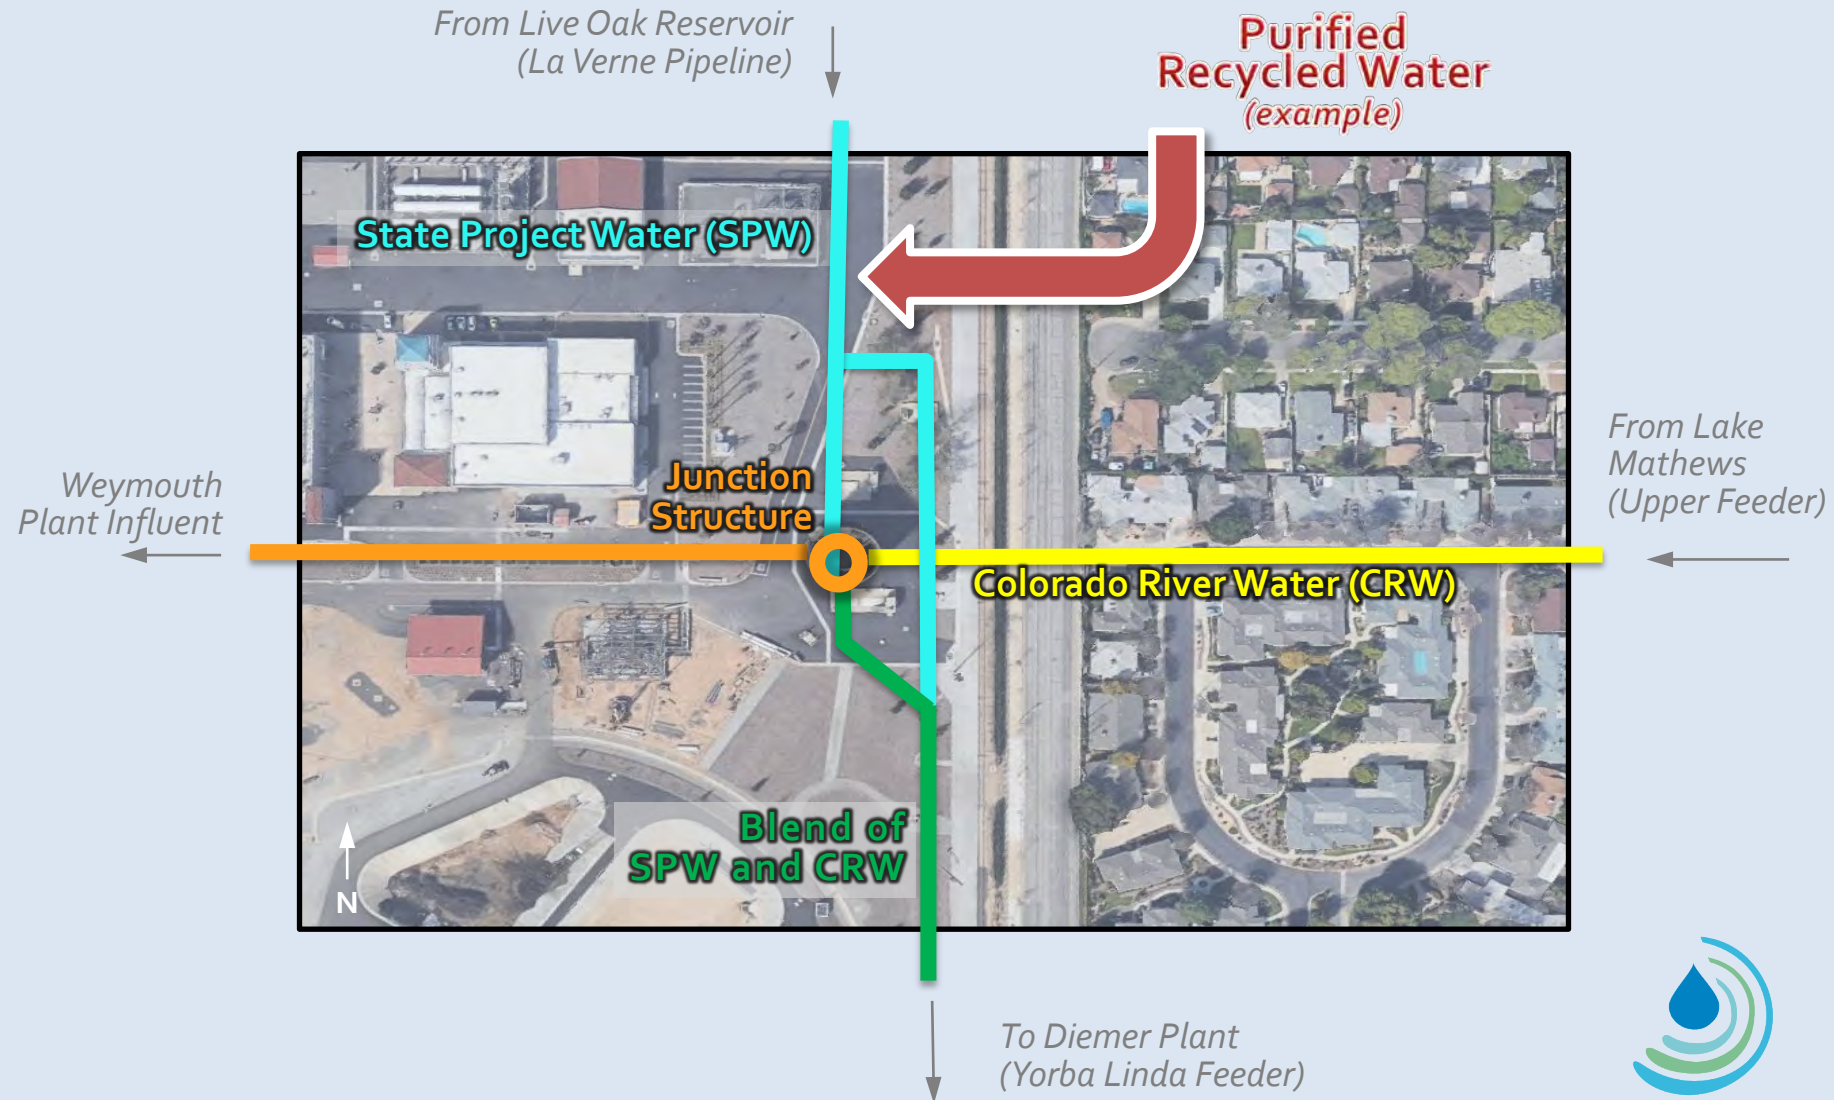 From Live Oak Reservoir
(La Verne Pipeline)
Purified
Recycled Water
(example)
State Project Water (SPW)
Junction
Structure
Weymouth
Plant Influent
From Lake
Mathews
(Upper Feeder)
Colorado River Water (CRW)
Blend of
SPW and CRW
N
To Diemer Plant
(Yorba Linda Feeder)